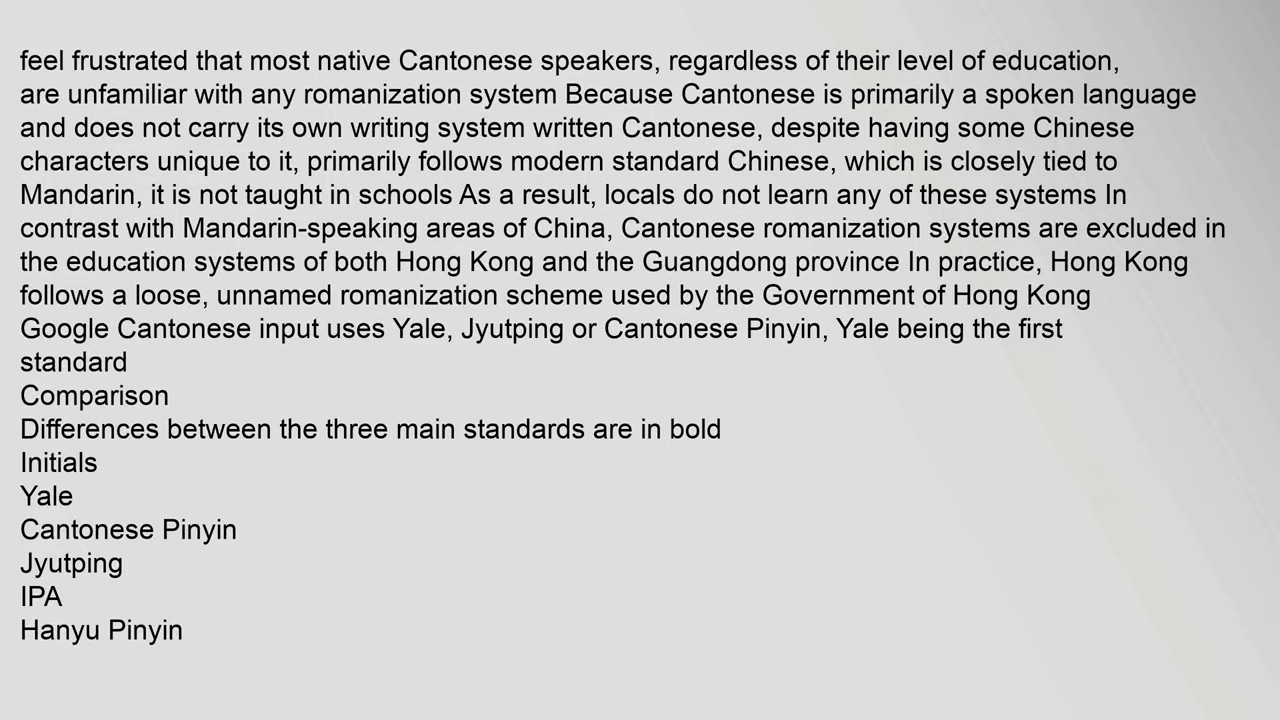 feel frustrated that most native Cantonese speakers, regardless of their level of education,
are unfamiliar with any romanization system Because Cantonese is primarily a spoken language
and does not carry its own writing system written Cantonese, despite having some Chinese
characters unique to it, primarily follows modern standard Chinese, which is closely tied to
Mandarin, it is not taught in schools As a result, locals do not learn any of these systems In
contrast with Mandarin-speaking areas of China, Cantonese romanization systems are excluded in
the education systems of both Hong Kong and the Guangdong province In practice, Hong Kong
follows a loose, unnamed romanization scheme used by the Government of Hong Kong
Google Cantonese input uses Yale, Jyutping or Cantonese Pinyin, Yale being the first
standard
Comparison
Differences between the three main standards are in bold
Initials
Yale
Cantonese Pinyin
Jyutping
IPA
Hanyu Pinyin